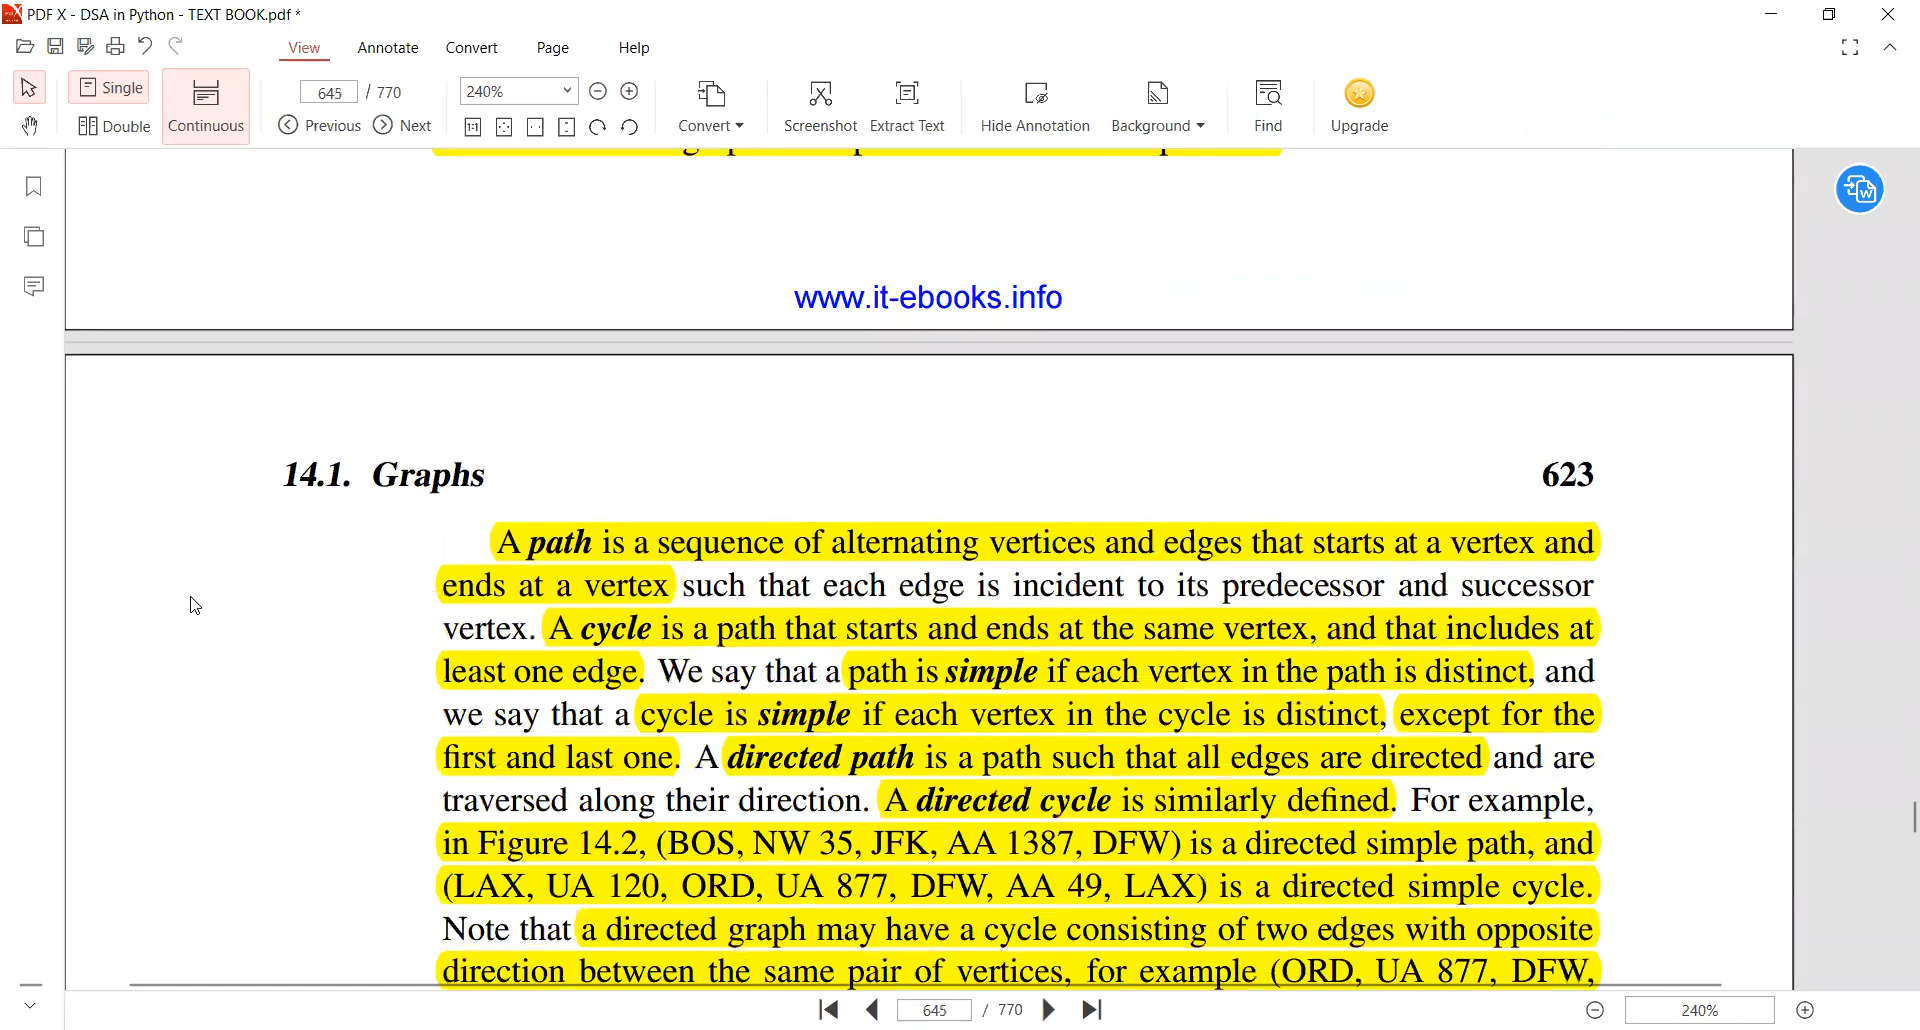 PDF X - DSA in Python - TEXT BOOK.pdf *
View Annotate Convert Page Help
Single 645 / 770 240%
Double Continuous Previous Next Convert Screenshot Extract Text Hide Annotation Background Find Upgrade
www.it-ebooks.info
14.1. Graphs 623
A path is a sequence of alternating vertices and edges that starts at a vertex and
ends at a vertex such that each edge is incident to its predecessor and successor
vertex. A cycle is a path that starts and ends at the same vertex, and that includes at
least one edge. We say that a path is simple if each vertex in the path is distinct, and
we say that a cycle is simple if each vertex in the cycle is distinct, except for the
first and last one. A directed path is a path such that all edges are directed and are
traversed along their direction. A directed cycle is similarly defined. For example,
in Figure 14.2, (BOS, NW 35, JFK, AA 1387, DFW) is a directed simple path, and
(LAX, UA 120, ORD, UA 877, DFW, AA 49, LAX) is a directed simple cycle.
Note that a directed graph may have a cycle consisting of two edges with opposite
direction between the same pair of vertices, for example (ORD, UA 877, DFW,
645 / 770 240%